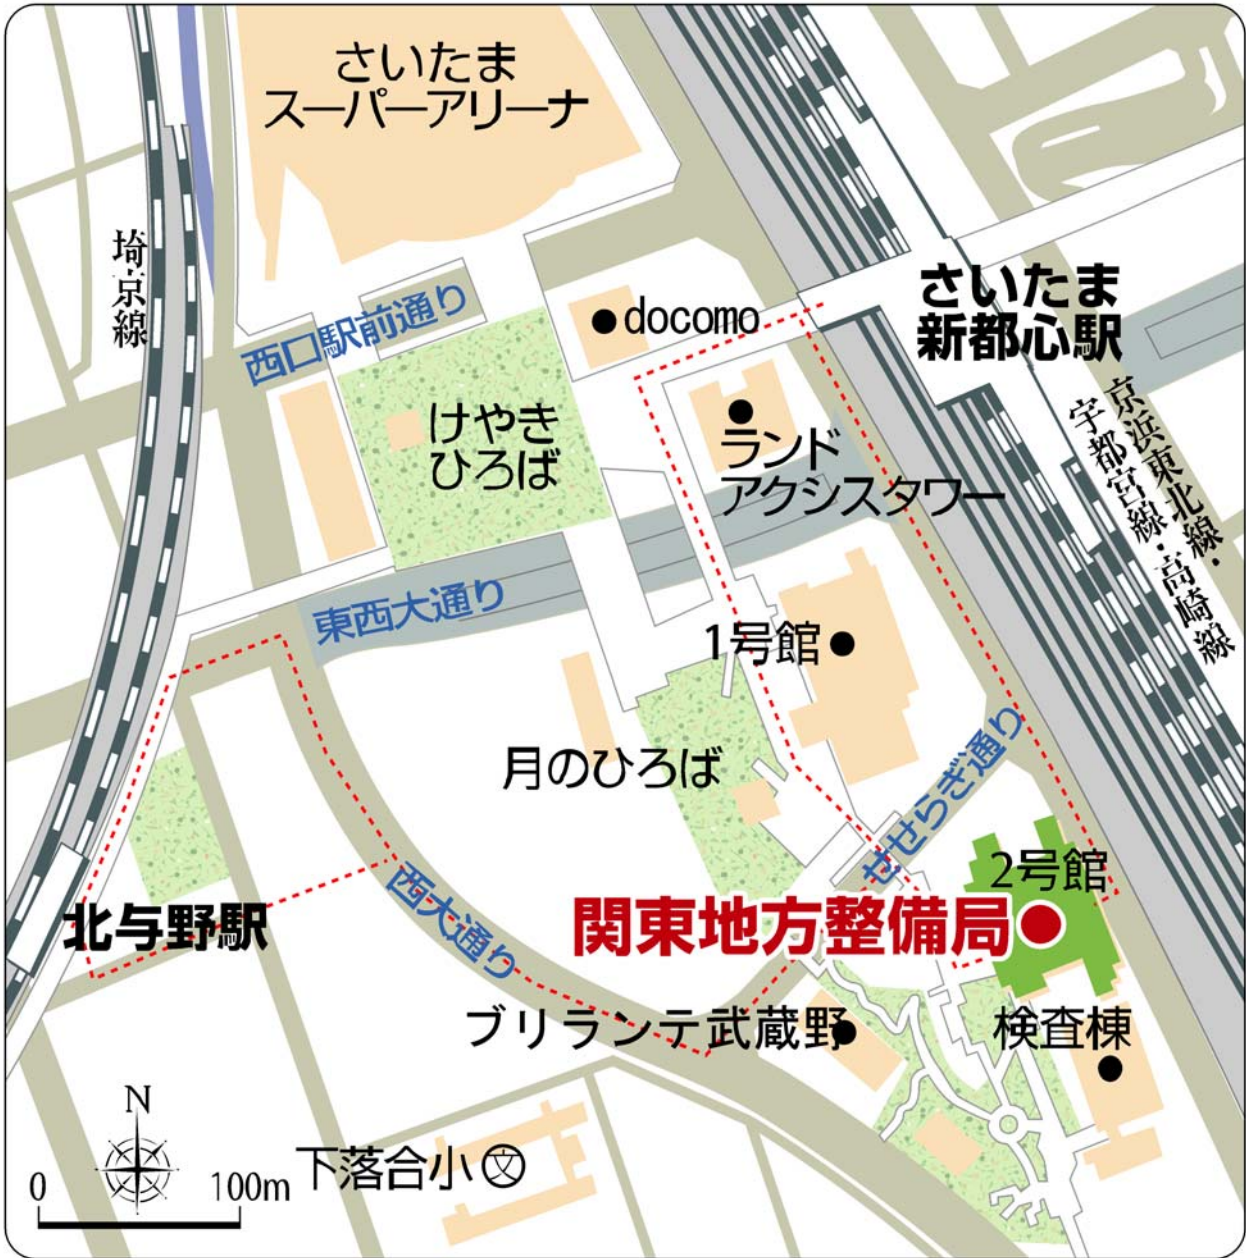 さいたま
スーパーアリーナ
埼京線
西口駅前通り
docomo
さいたま
新都心駅
京浜東北線・
宇都宮線・高崎線
けやき
ひろば
ランド
アクシスタワー
東西大通り
1号館
月のひろば
せせらぎ通り
2号館
北与野駅
西大通り
関東地方整備局
ブリランテ武蔵野
検査棟
N
0 100m
下落合小
文